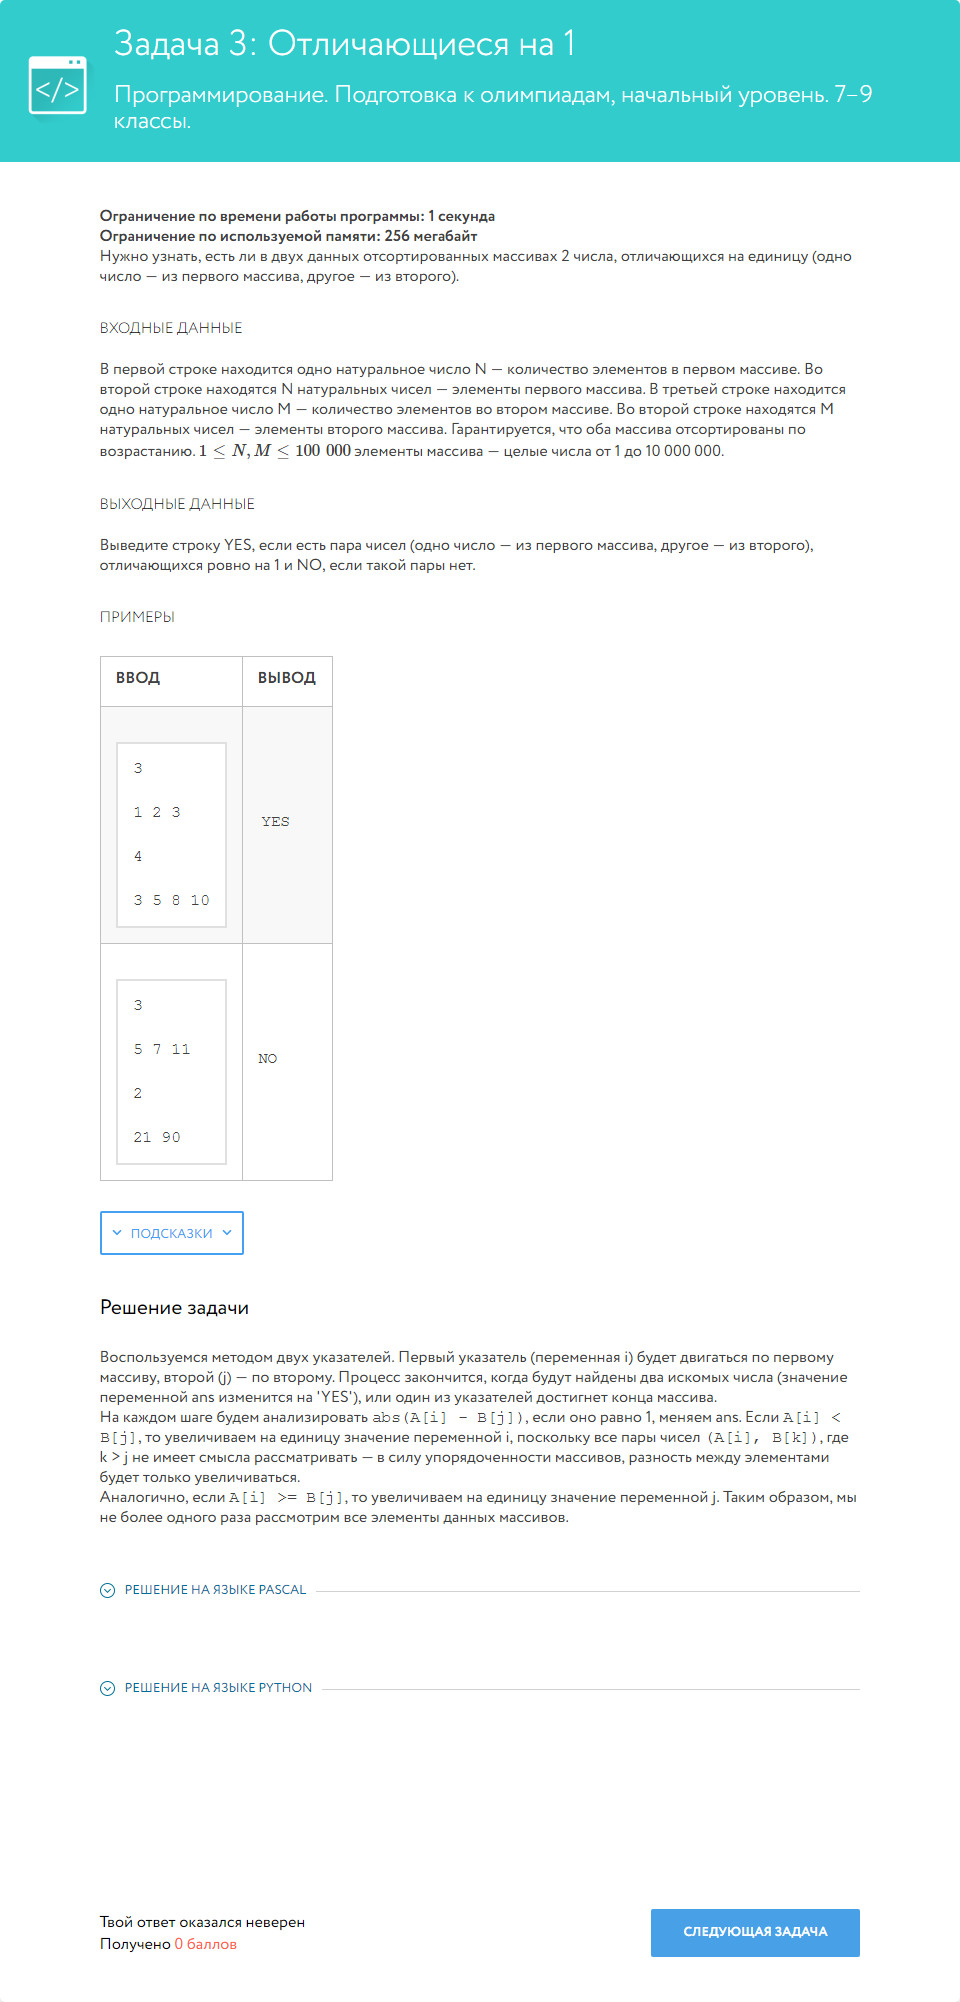 Задача 3: Отличающиеся на 1
</>
Программирование. Подготовка к олимпиадам, начальный уровень. 7–9
классы.
Ограничение по времени работы программы: 1 секунда
Ограничение по используемой памяти: 256 мегабайт
Нужно узнать, есть ли в двух данных отсортированных массивах 2 числа, отличающихся на единицу (одно
число — из первого массива, другое — из второго).
ВХОДНЫЕ ДАННЫЕ
В первой строке находится одно натуральное число N — количество элементов в первом массиве. Во
второй строке находятся N натуральных чисел — элементы первого массива. В третьей строке находится
одно натуральное число M — количество элементов во втором массиве. Во второй строке находятся M
натуральных чисел — элементы второго массива. Гарантируется, что оба массива отсортированы по
возрастанию. 1 ≤ N, M ≤ 100 000 элементы массива — целые числа от 1 до 10 000 000.
ВЫХОДНЫЕ ДАННЫЕ
Выведите строку YES, если есть пара чисел (одно число — из первого массива, другое — из второго),
отличающихся ровно на 1 и NO, если такой пары нет.
ПРИМЕРЫ
ВВОД ВЫВОД
3
1 2 3
YES
4
3 5 8 10
3
5 7 11
NO
2
21 90
ПОДСКАЗКИ
Решение задачи
Воспользуемся методом двух указателей. Первый указатель (переменная i) будет двигаться по первому
массиву, второй (j) — по второму. Процесс закончится, когда будут найдены два искомых числа (значение
переменной ans изменится на 'YES'), или один из указателей достигнет конца массива.
На каждом шаге будем анализировать abs(A[i] - B[j]), если оно равно 1, меняем ans. Если A[i] <
B[j], то увеличиваем на единицу значение переменной i, поскольку все пары чисел (A[i], B[k]), где
k > j не имеет смысла рассматривать — в силу упорядоченности массивов, разность между элементами
будет только увеличиваться.
Аналогично, если A[i] >= B[j], то увеличиваем на единицу значение переменной j. Таким образом, мы
не более одного раза рассмотрим все элементы данных массивов.
РЕШЕНИЕ НА ЯЗЫКЕ PASCAL
РЕШЕНИЕ НА ЯЗЫКЕ PYTHON
Твой ответ оказался неверен
Получено 0 баллов
СЛЕДУЮЩАЯ ЗАДАЧА